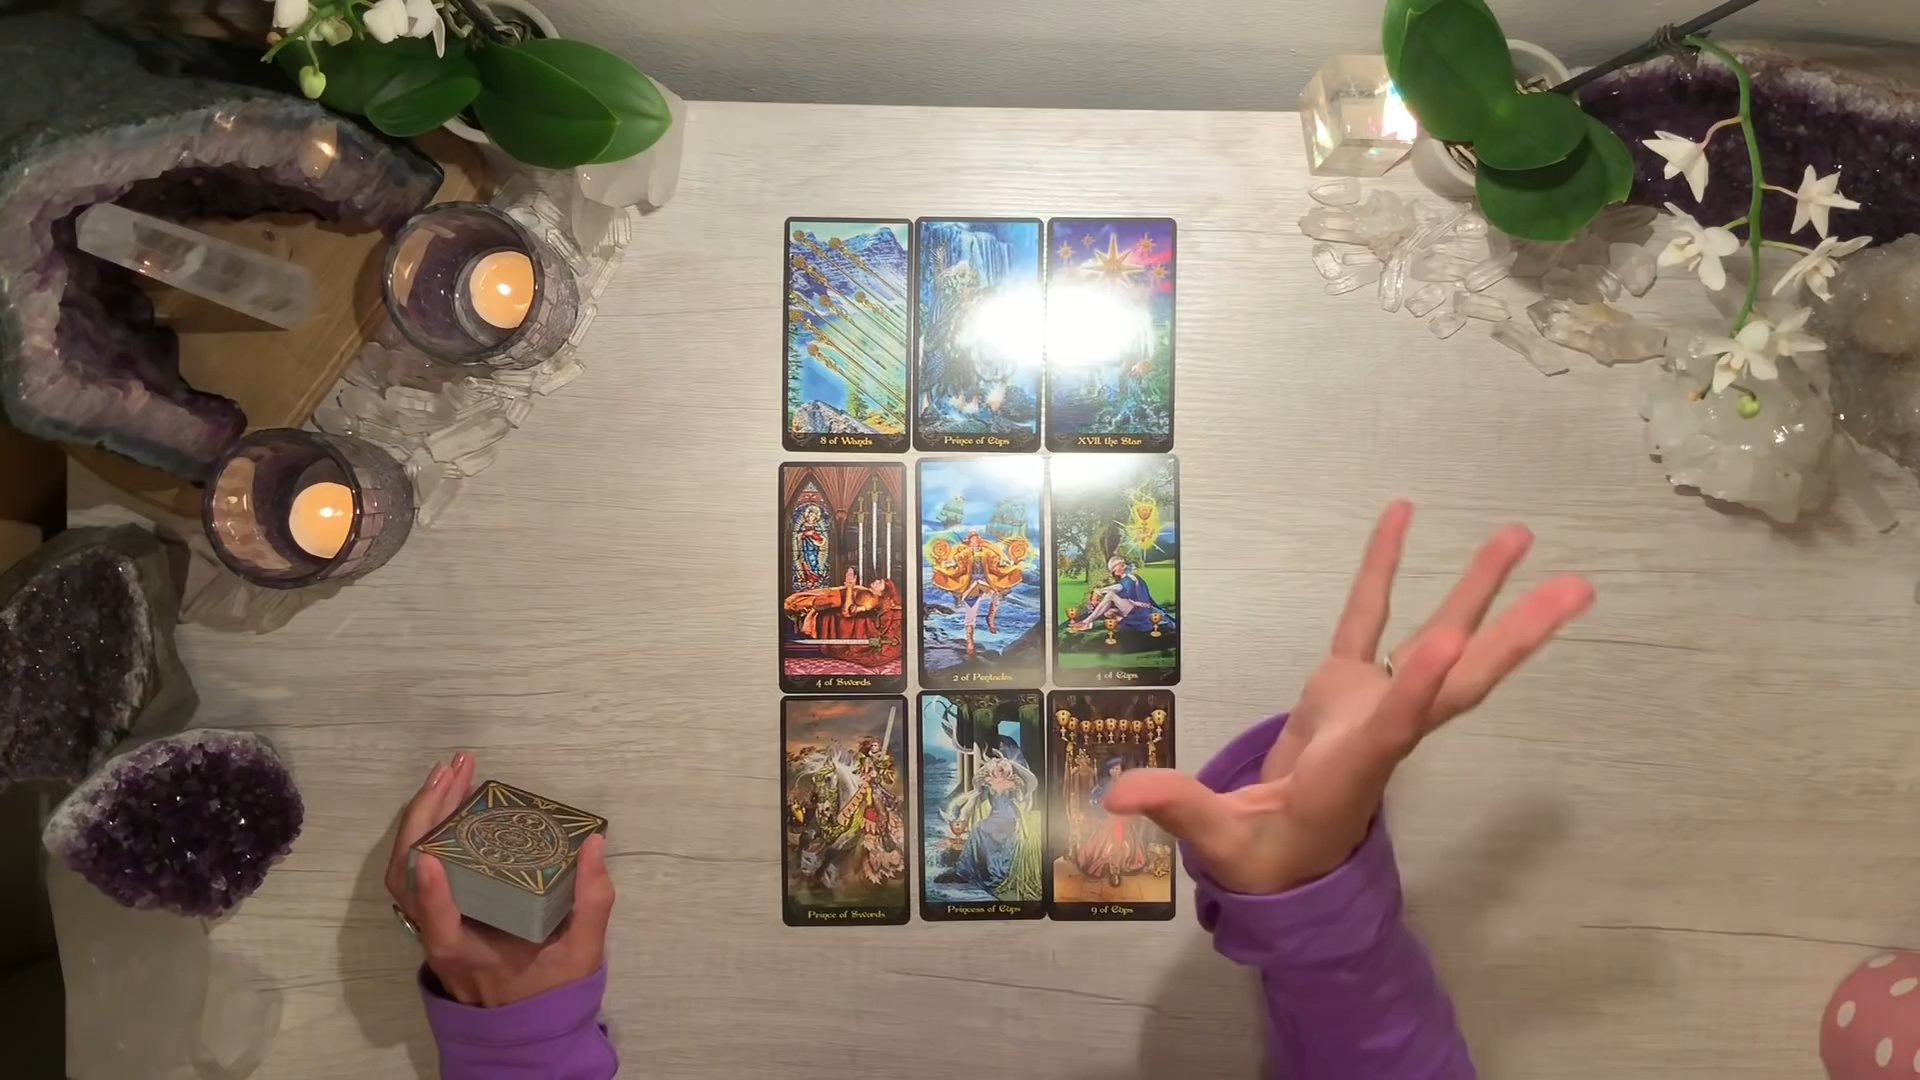 8 of Wands
Prince of Cups
XVII. the Star
4 of Swords
2 of Pentacles
4 of Cups
Prince of Swords
Princess of Cups
9 of Cups